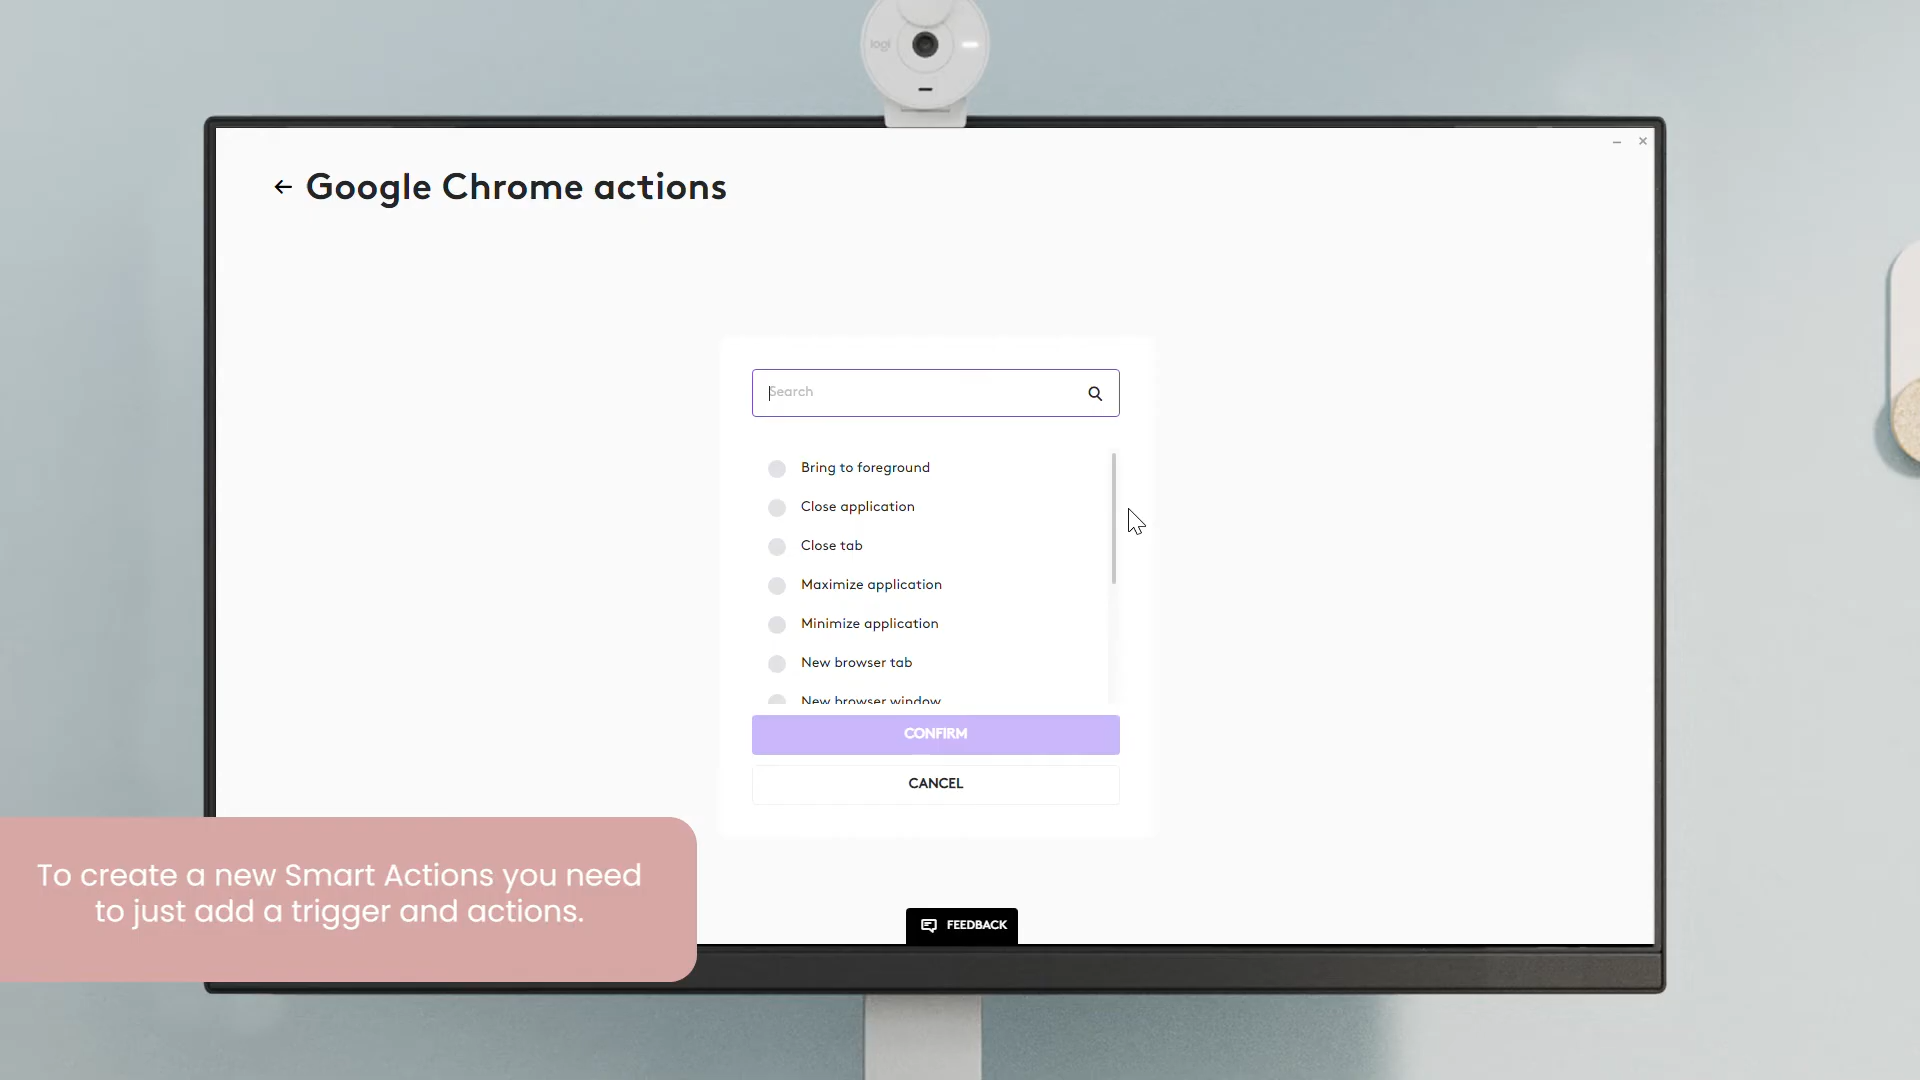 logi
Google Chrome actions
Search
Bring to foreground
Close application
Close tab
Maximize application
Minimize application
New browser tab
New browser window
CONFIRM
CANCEL
To create a new Smart Actions you need
to just add a trigger and actions.
FEEDBACK